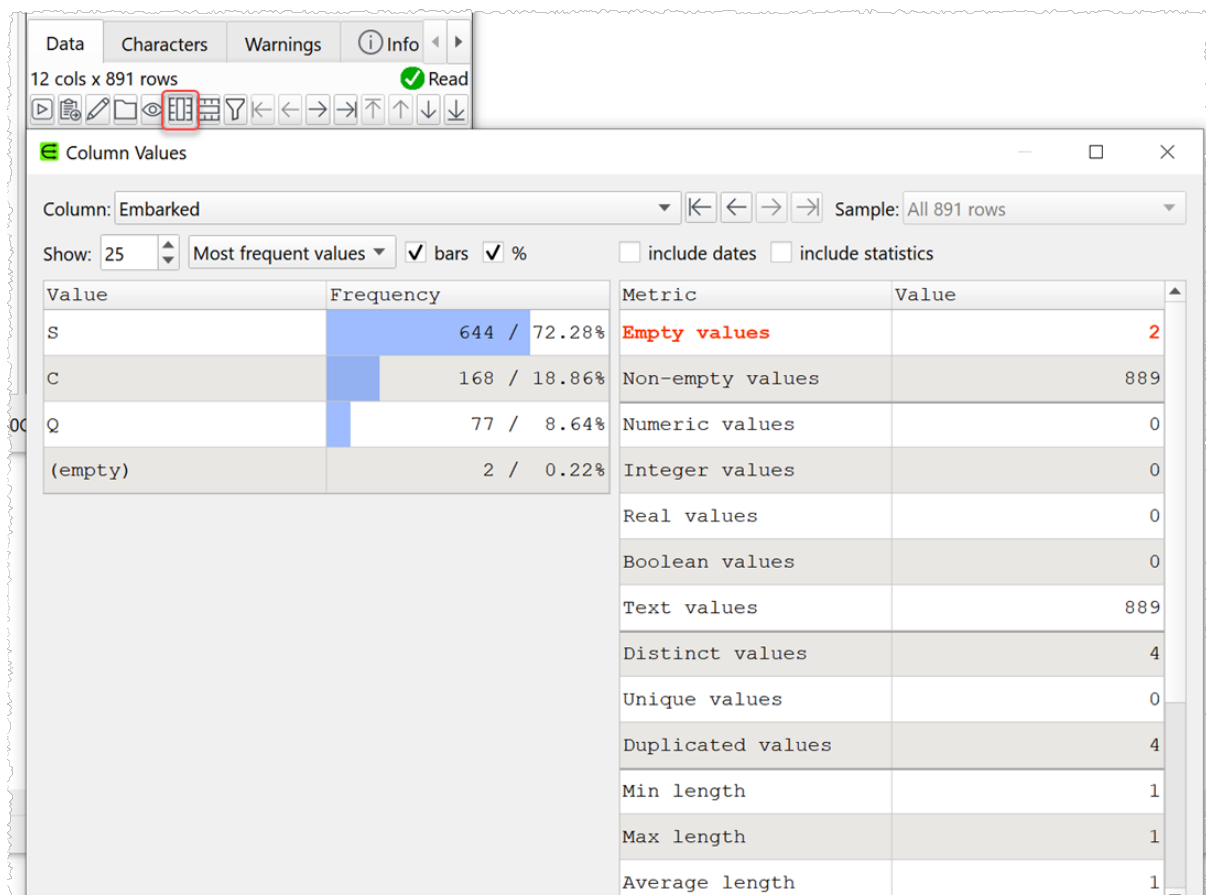 Data Characters Warnings Info
12 cols x 891 rows Read
Column Values
Column: Embarked Sample: All 891 rows
Show: 25 Most frequent values bars % include dates include statistics
Value Frequency Metric Value
S 644 / 72.28% Empty values 2
C 168 / 18.86% Non-empty values 889
Q 77 / 8.64% Numeric values 0
(empty) 2 / 0.22% Integer values 0
Real values 0
Boolean values 0
Text values 889
Distinct values 4
Unique values 0
Duplicated values 4
Min length 1
Max length 1
Average length 1